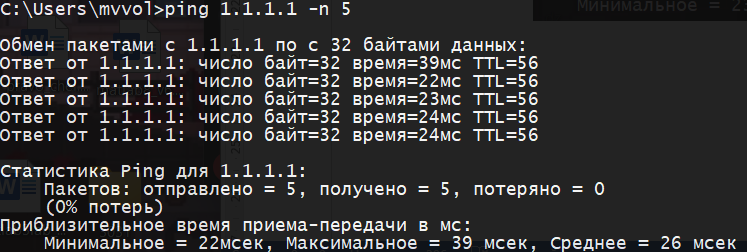 C:\Users\mvvol>ping 1.1.1.1 -n 5
Минимальное = 23
Обмен пакетами с 1.1.1.1 по с 32 байтами данных:
Ответ от 1.1.1.1: число байт=32 время=39мс TTL=56
Ответ от 1.1.1.1: число байт=32 время=22мс TTL=56
Ответ от 1.1.1.1: число байт=32 время=23мс TTL=56
Ответ от 1.1.1.1: число байт=32 время=24мс TTL=56
Ответ от 1.1.1.1: число байт=32 время=24мс TTL=56
Статистика Ping для 1.1.1.1:
Пакетов: отправлено = 5, получено = 5, потеряно = 0
(0% потерь)
Приблизительное время приема-передачи в мс:
Минимальное = 22мсек, Максимальное = 39 мсек, Среднее = 26 мсек